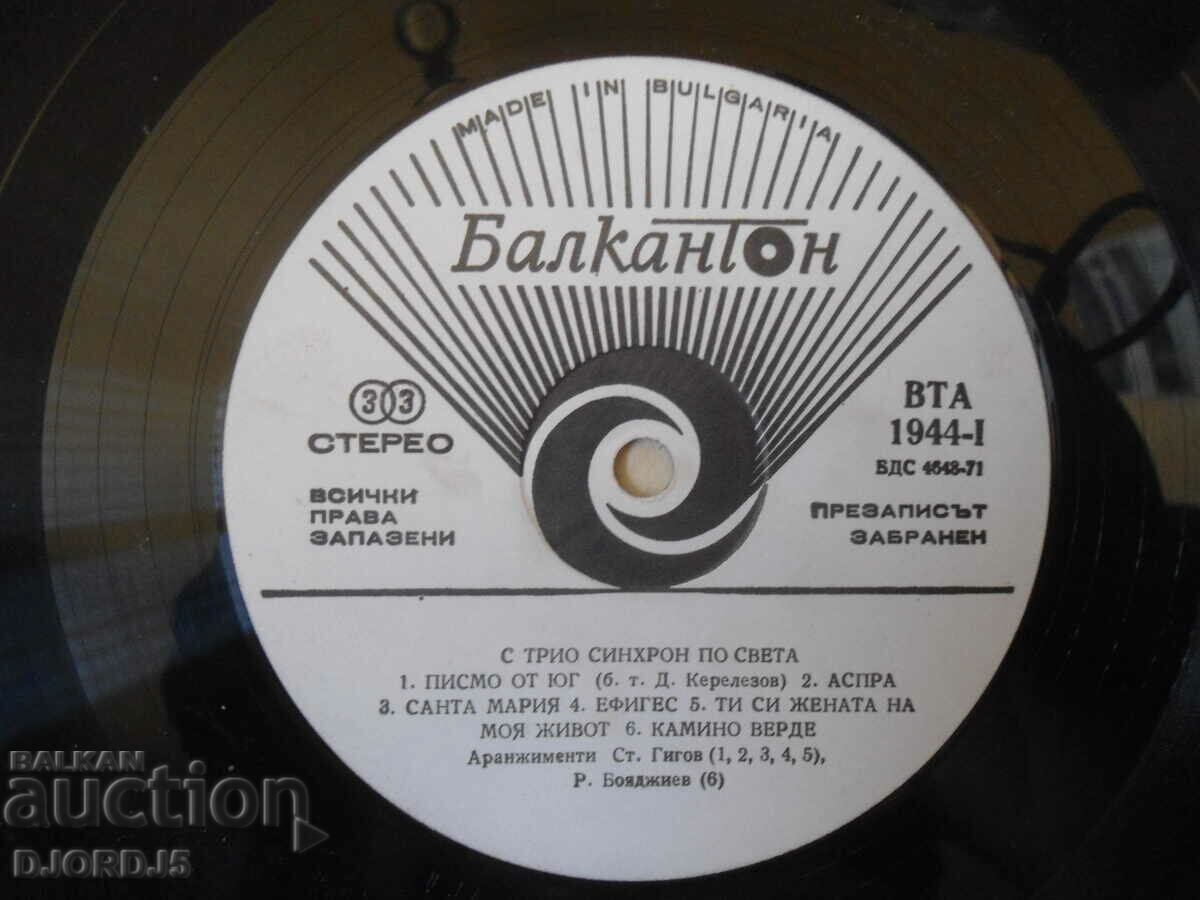 MADE IN BULGARIA
Балкантон
33
СТЕРЕО
ВТА
1944-I
БДС 4648-71
ВСИЧКИ
ПРАВА
ЗАПАЗЕНИ
ПРЕЗАПИСЪТ
ЗАБРАНЕН
С ТРИО СИНХРОН ПО СВЕТА
1. ПИСМО ОТ ЮГ (б. т. Д. Керелезов) 2. АСПРА
3. САНТА МАРИЯ 4. ЕФИГЕС 5. ТИ СИ ЖЕНАТА НА
МОЯ ЖИВОТ 6. КАМИНО ВЕРДЕ
Аранжименти Ст. Гигов (1, 2, 3, 4, 5),
Р. Бояджиев (6)
BALKAN
auction
DJORDJ5